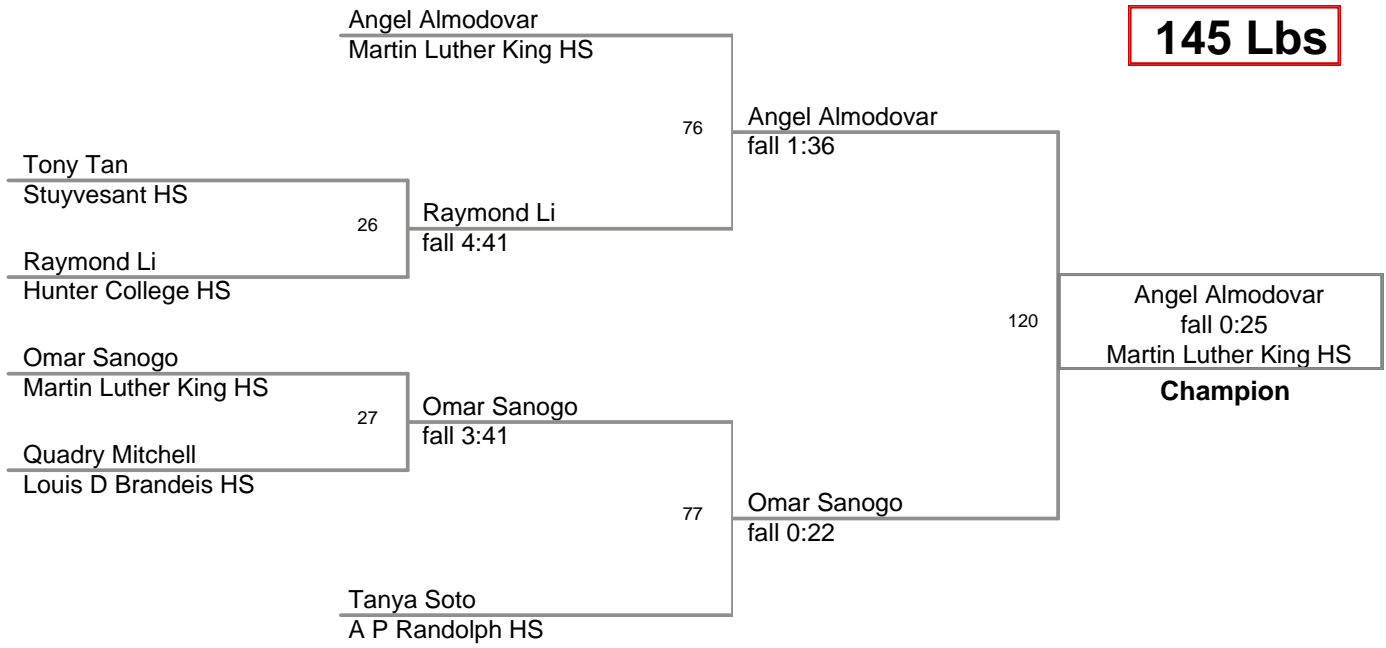 Angel Almodovar
Martin Luther King HS
145 Lbs
76
Angel Almodovar
fall 1:36
Tony Tan
Stuyvesant HS
26
Raymond Li
fall 4:41
Raymond Li
Hunter College HS
120
Angel Almodovar
fall 0:25
Martin Luther King HS
Champion
Omar Sanogo
Martin Luther King HS
27
Omar Sanogo
fall 3:41
Quadry Mitchell
Louis D Brandeis HS
77
Omar Sanogo
fall 0:22
Tanya Soto
A P Randolph HS